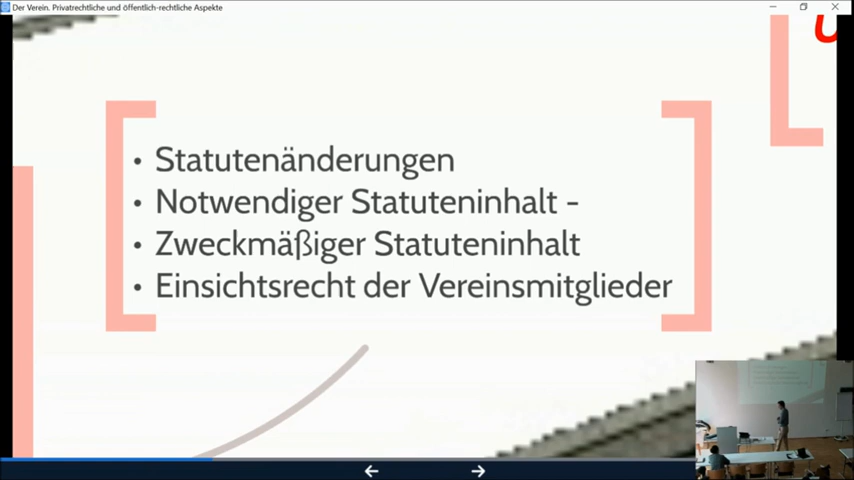 Der Verein. Privatrechtliche und öffentlich-rechtliche Aspekte
• Statutenänderungen
• Notwendiger Statuteninhalt -
• Zweckmäßiger Statuteninhalt
• Einsichtsrecht der Vereinsmitglieder